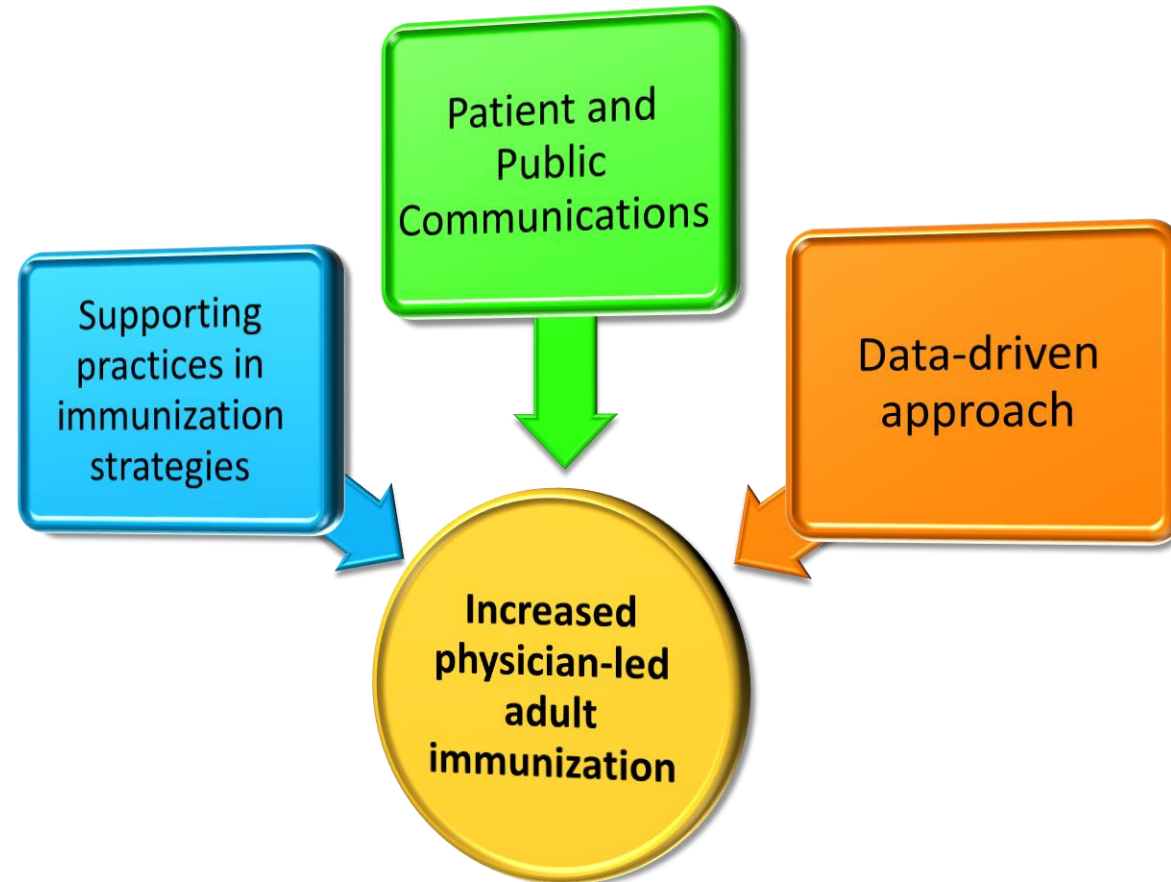 Patient and
Public
Communications
Supporting
practices in
immunization
strategies
Data-driven
approach
Increased
physician-led
adult
immunization